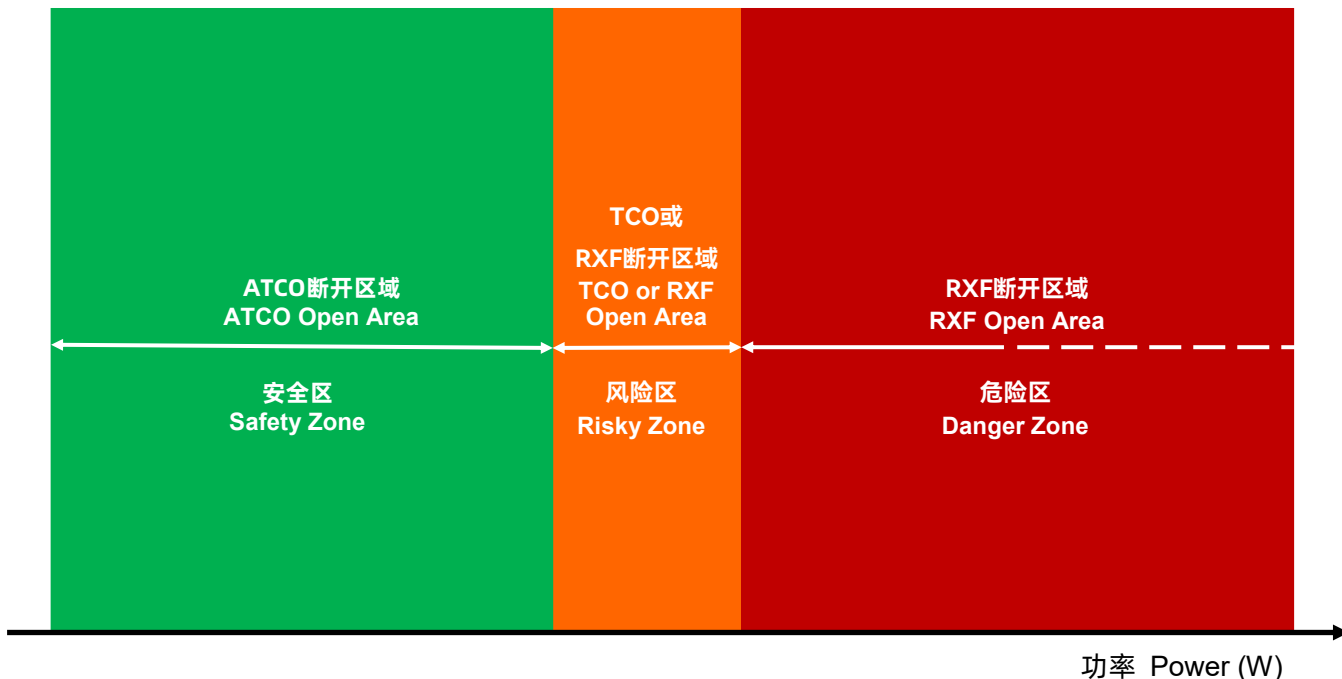 ATCO断开区域
ATCO Open Area
安全区
Safety Zone
TCO或
RXF断开区域
TCO or RXF
Open Area
风险区
Risky Zone
RXF断开区域
RXF Open Area
危险区
Danger Zone
功率 Power (W)